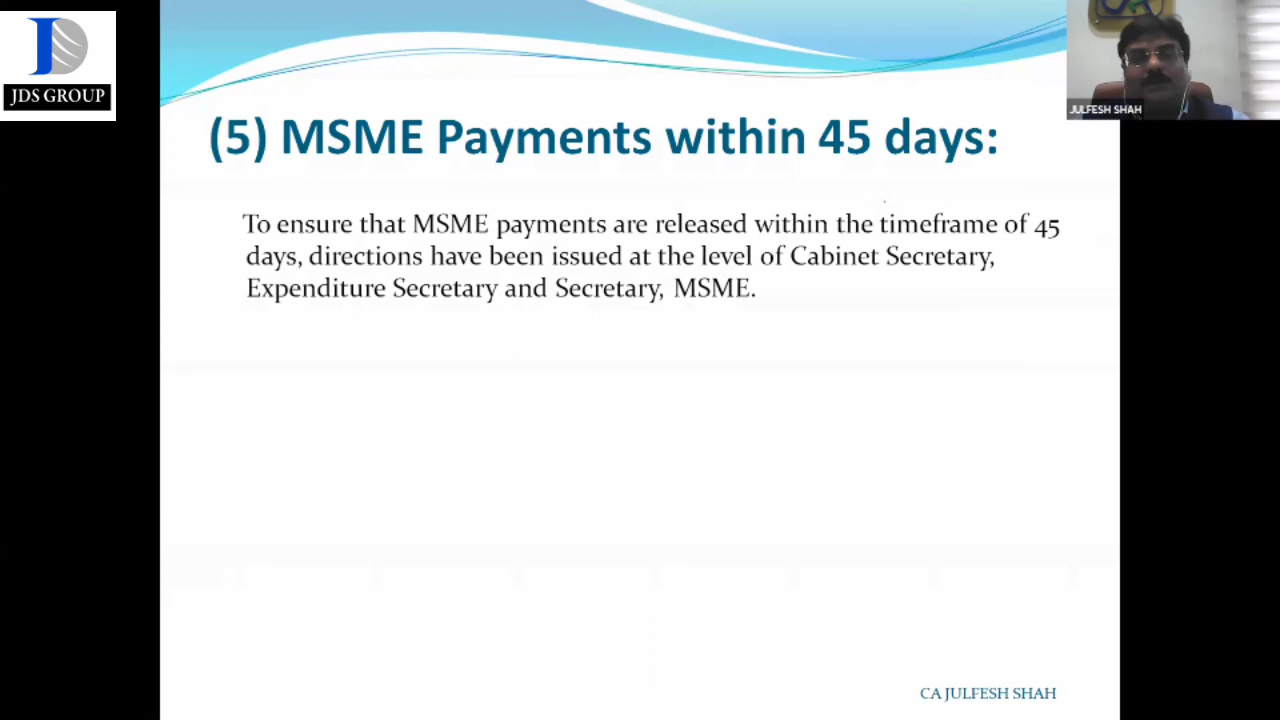 JDS GROUP
JULFESH SHAH
(5) MSME Payments within 45 days:
To ensure that MSME payments are released within the timeframe of 45
days, directions have been issued at the level of Cabinet Secretary,
Expenditure Secretary and Secretary, MSME.
CA JULFESH SHAH